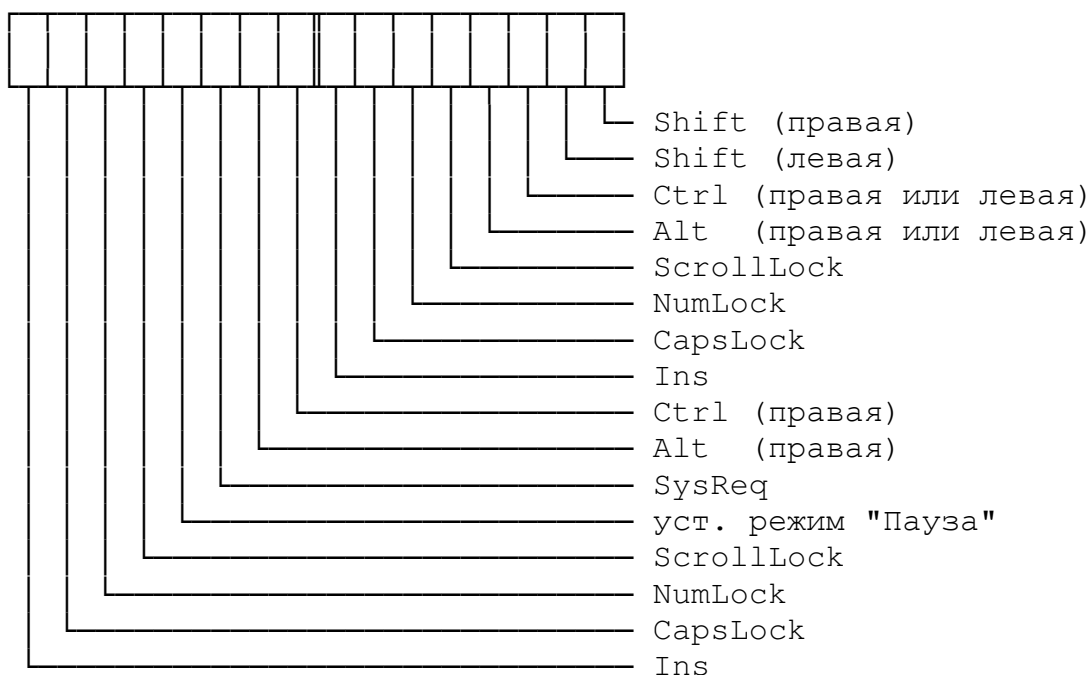 Shift (правая)
Shift (левая)
Ctrl (правая или левая)
Alt  (правая или левая)
ScrollLock
NumLock
CapsLock
Ins
Ctrl (правая)
Alt  (правая)
SysReq
уст. режим "Пауза"
ScrollLock
NumLock
CapsLock
Ins